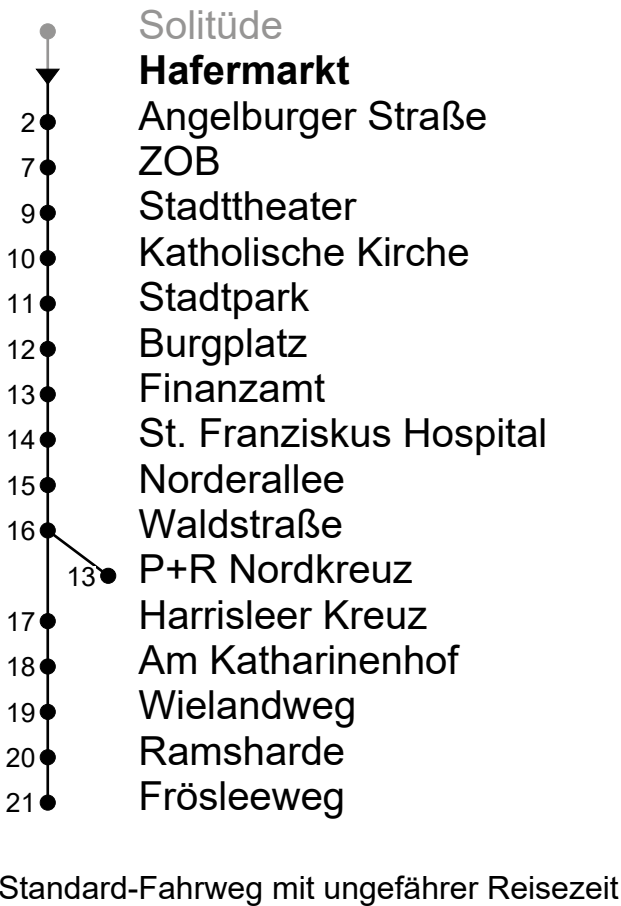 Solitüde
Hafermarkt
2 Angelburger Straße
7 ZOB
9 Stadttheater
10 Katholische Kirche
11 Stadtpark
12 Burgplatz
13 Finanzamt
14 St. Franziskus Hospital
15 Norderallee
16 Waldstraße
13 P+R Nordkreuz
17 Harrisleer Kreuz
18 Am Katharinenhof
19 Wielandweg
20 Ramsharde
21 Frösleeweg
Standard-Fahrweg mit ungefährer Reisezeit